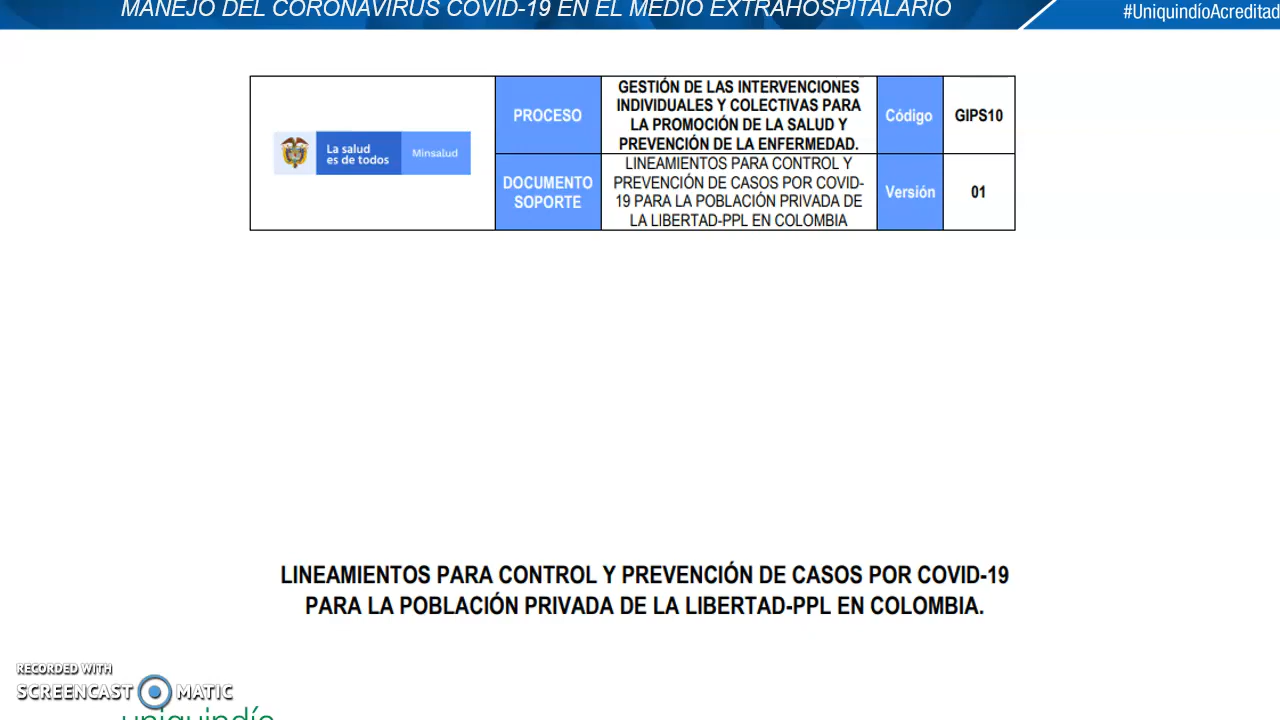 MANEJO DEL CORONAVIRUS COVID-19 EN EL MEDIO EXTRAHOSPITALARIO
#UniquindíoAcreditad
La salud
es de todos
Minsalud
PROCESO
GESTIÓN DE LAS INTERVENCIONES
INDIVIDUALES Y COLECTIVAS PARA
LA PROMOCIÓN DE LA SALUD Y
PREVENCIÓN DE LA ENFERMEDAD.
Código
GIPS10
DOCUMENTO
SOPORTE
LINEAMIENTOS PARA CONTROL Y
PREVENCIÓN DE CASOS POR COVID-
19 PARA LA POBLACIÓN PRIVADA DE
LA LIBERTAD-PPL EN COLOMBIA
Versión
01
LINEAMIENTOS PARA CONTROL Y PREVENCIÓN DE CASOS POR COVID-19
PARA LA POBLACIÓN PRIVADA DE LA LIBERTAD-PPL EN COLOMBIA.
RECORDED WITH
SCREENCAST MATIC
uniquindío